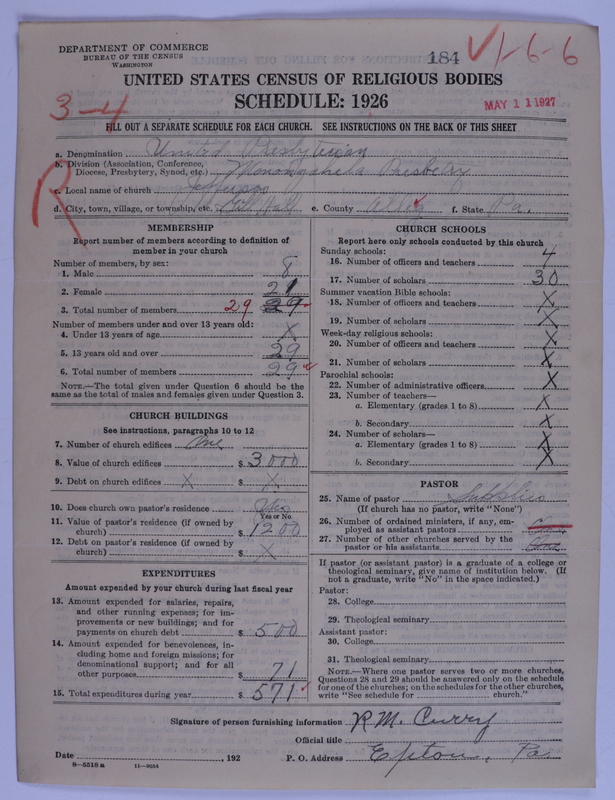 DEPARTMENT OF COMMERCE
BUREAU OF THE CENSUS
WASHINGTON
184
1-6-6
UNITED STATES CENSUS OF RELIGIOUS BODIES
3-4
SCHEDULE: 1926
MAY 11 1927
FILL OUT A SEPARATE SCHEDULE FOR EACH CHURCH. SEE INSTRUCTIONS ON THE BACK OF THIS SHEET
R
a. Denomination United Presbyterian
b. Division (Association, Conference, Diocese, Presbytery, Synod, etc.) Monongahela Presbytery
c. Local name of church Jefferson
d. City, town, village, or township, etc. Gill Hall e. County Alleg f. State Pa.
MEMBERSHIP
Report number of members according to definition of
member in your church
Number of members, by sex:
1. Male 8
2. Female 21
3. Total number of members 29 29
Number of members under and over 13 years old:
4. Under 13 years of age X
5. 13 years old and over 29
6. Total number of members 29
NOTE.—The total given under Question 6 should be the
same as the total of males and females given under Question 3.
CHURCH BUILDINGS
See instructions, paragraphs 10 to 12
7. Number of church edifices One
8. Value of church edifices $ 3000
9. Debt on church edifices X $ X
10. Does church own pastor's residence Yes
Yes or No.
11. Value of pastor's residence (if owned by
church) $ 1200
12. Debt on pastor's residence (if owned by
church) $ X
EXPENDITURES
Amount expended by your church during last fiscal year
13. Amount expended for salaries, repairs,
and other running expenses; for im-
provements or new buildings; and for
payments on church debt $ 500
14. Amount expended for benevolences, in-
cluding home and foreign missions; for
denominational support; and for all
other purposes $ 71
15. Total expenditures during year $ 571
CHURCH SCHOOLS
Report here only schools conducted by this church
Sunday schools:
16. Number of officers and teachers 4
17. Number of scholars 30
Summer vacation Bible schools:
18. Number of officers and teachers X
19. Number of scholars X
Week-day religious schools:
20. Number of officers and teachers X
21. Number of scholars X
Parochial schools:
22. Number of administrative officers X
23. Number of teachers—
a. Elementary (grades 1 to 8) X
b. Secondary X
24. Number of scholars—
a. Elementary (grades 1 to 8) X
b. Secondary X
PASTOR
25. Name of pastor Supplies
(If church has no pastor, write "None")
26. Number of ordained ministers, if any, em-
ployed as assistant pastors
27. Number of other churches served by the
pastor or his assistants
If pastor (or assistant pastor) is a graduate of a college or
theological seminary, give name of institution below. (If
not a graduate, write "No" in the space indicated.)
Pastor:
28. College
29. Theological seminary
Assistant pastor:
30. College
31. Theological seminary
NOTE.—Where one pastor serves two or more churches,
Questions 28 and 29 should be answered only on the schedule
for one of the churches; on the schedules for the other churches,
write "See schedule for church."
Signature of person furnishing information R M. Curry
Official title
Date , 192 P. O. Address Epton, Pa
8-5518 a 11-9054